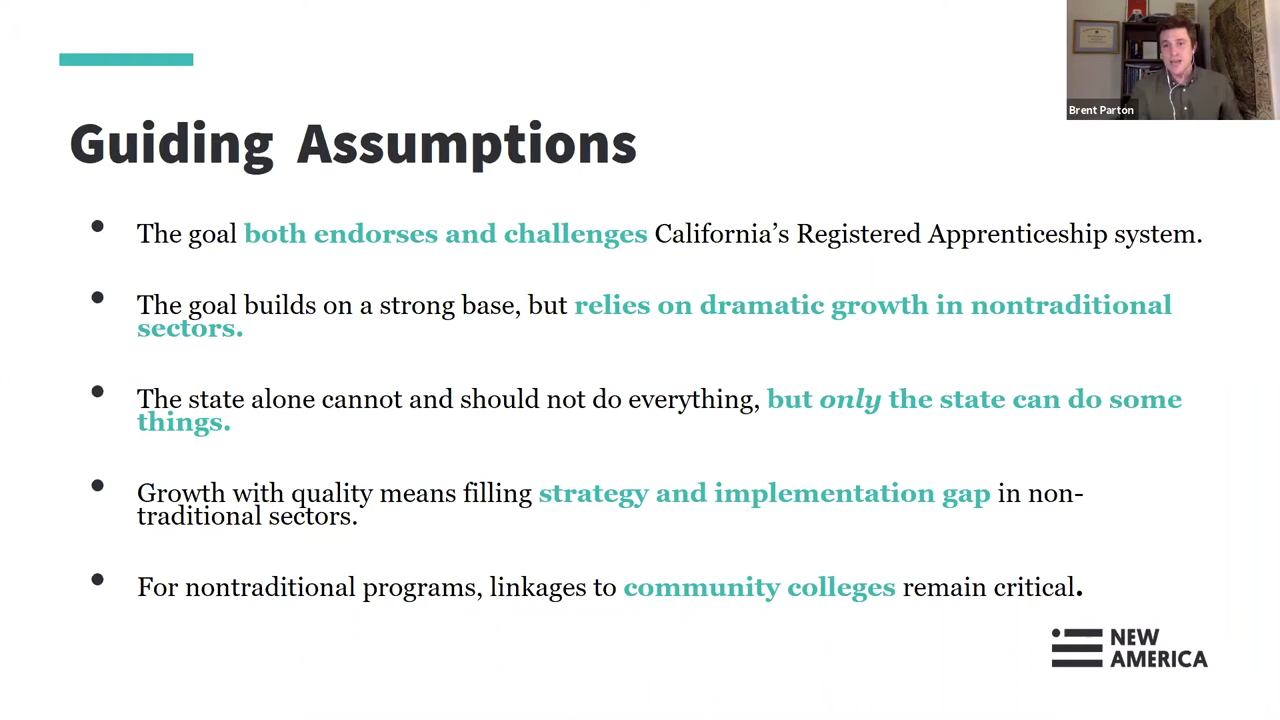 Brent Parton
Guiding Assumptions
• The goal both endorses and challenges California’s Registered Apprenticeship system.
• The goal builds on a strong base, but relies on dramatic growth in nontraditional
sectors.
• The state alone cannot and should not do everything, but only the state can do some
things.
• Growth with quality means filling strategy and implementation gap in non-
traditional sectors.
• For nontraditional programs, linkages to community colleges remain critical.
NEW
AMERICA